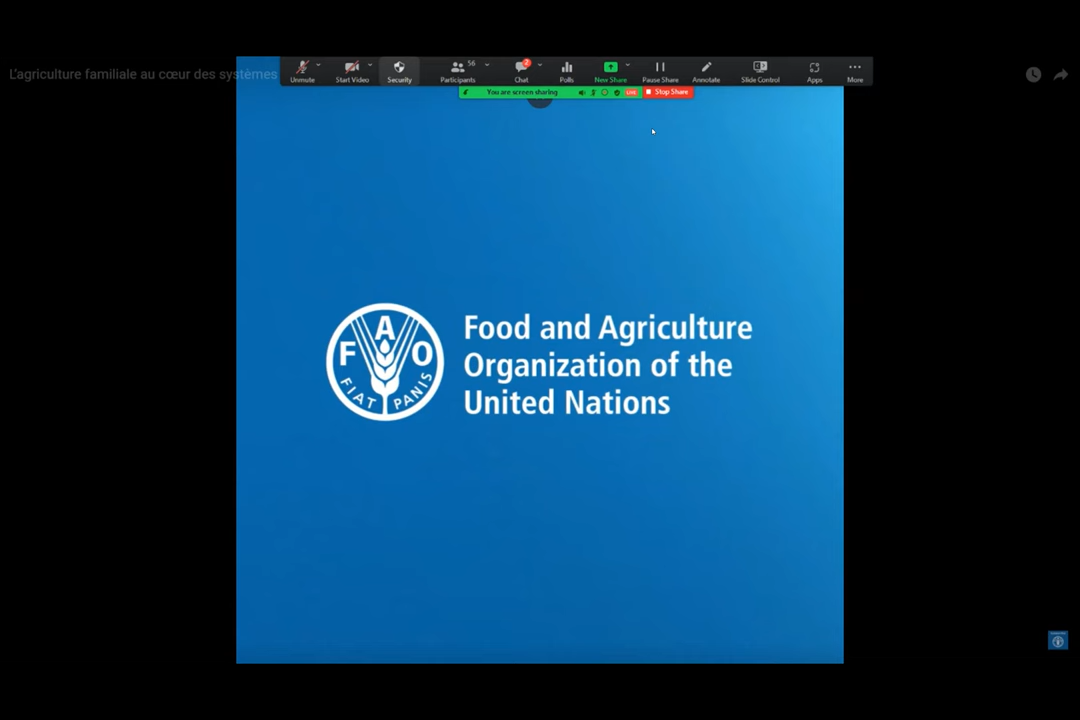 L'agriculture familiale au cœur des systèmes
Unmute
Start Video
Security
56
Participants
2
Chat
Polls
New Share
Pause Share
Annotate
Slide Control
Apps
More
You are screen sharing
LIVE
Stop Share
F A O
FIAT PANIS
Food and Agriculture
Organization of the
United Nations